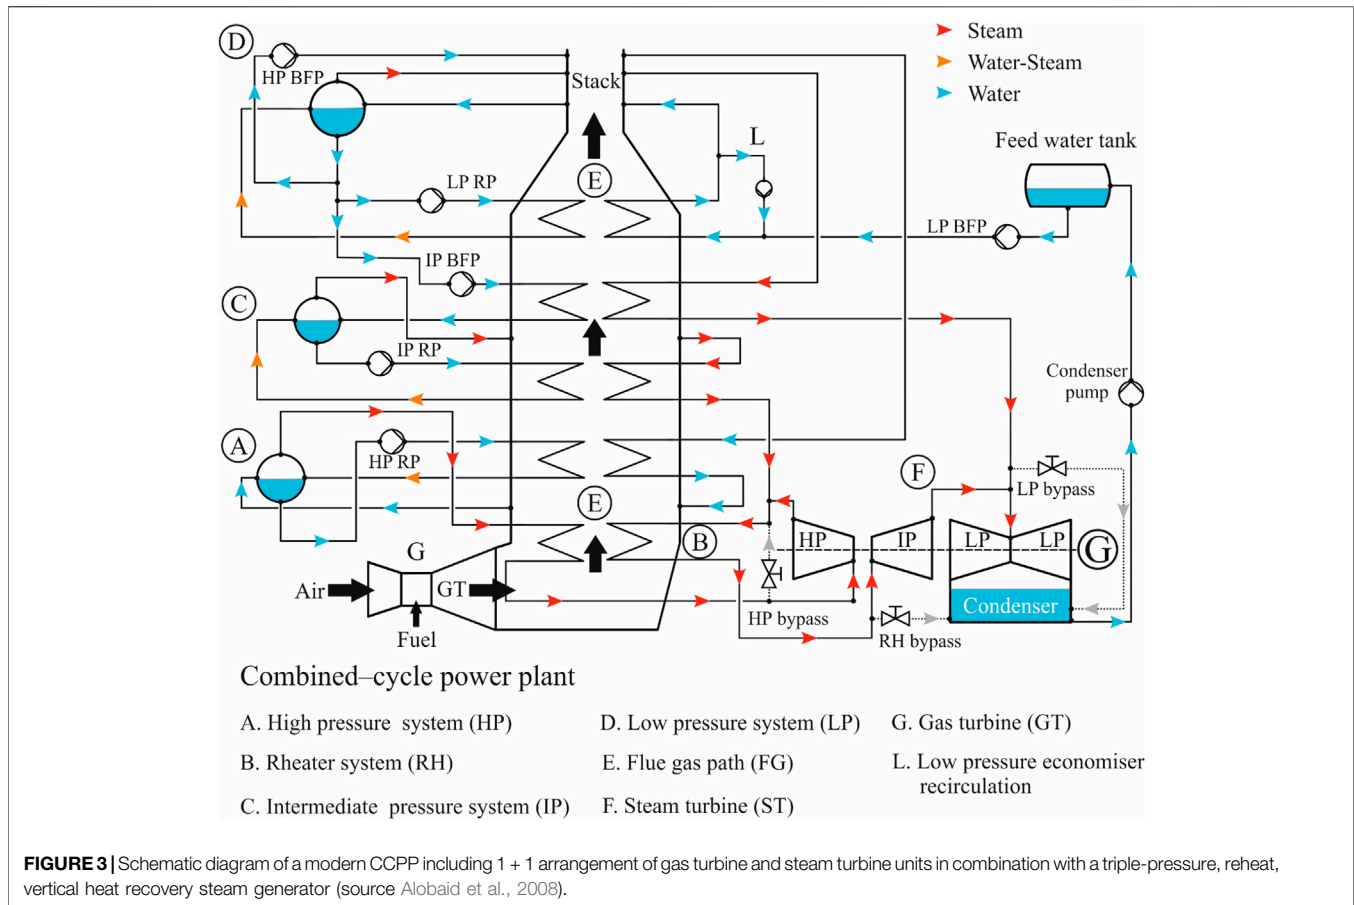 D
HP BFP
Stack
Steam
Water-Steam
Water
L
Feed water tank
E
LP RP
LP BFP
IP BFP
C
IP RP
Condenser
pump
A
HP RP
F
LP bypass
E
B
HP
IP
LP
LP
G
G
Air
GT
Fuel
HP bypass
RH bypass
Condenser
Combined–cycle power plant
A. High pressure system (HP)
D. Low pressure system (LP)
G. Gas turbine (GT)
B. Rheater system (RH)
E. Flue gas path (FG)
L. Low pressure economiser
recirculation
C. Intermediate pressure system (IP)
F. Steam turbine (ST)
FIGURE 3 | Schematic diagram of a modern CCPP including 1 + 1 arrangement of gas turbine and steam turbine units in combination with a triple-pressure, reheat,
vertical heat recovery steam generator (source Alobaid et al., 2008).